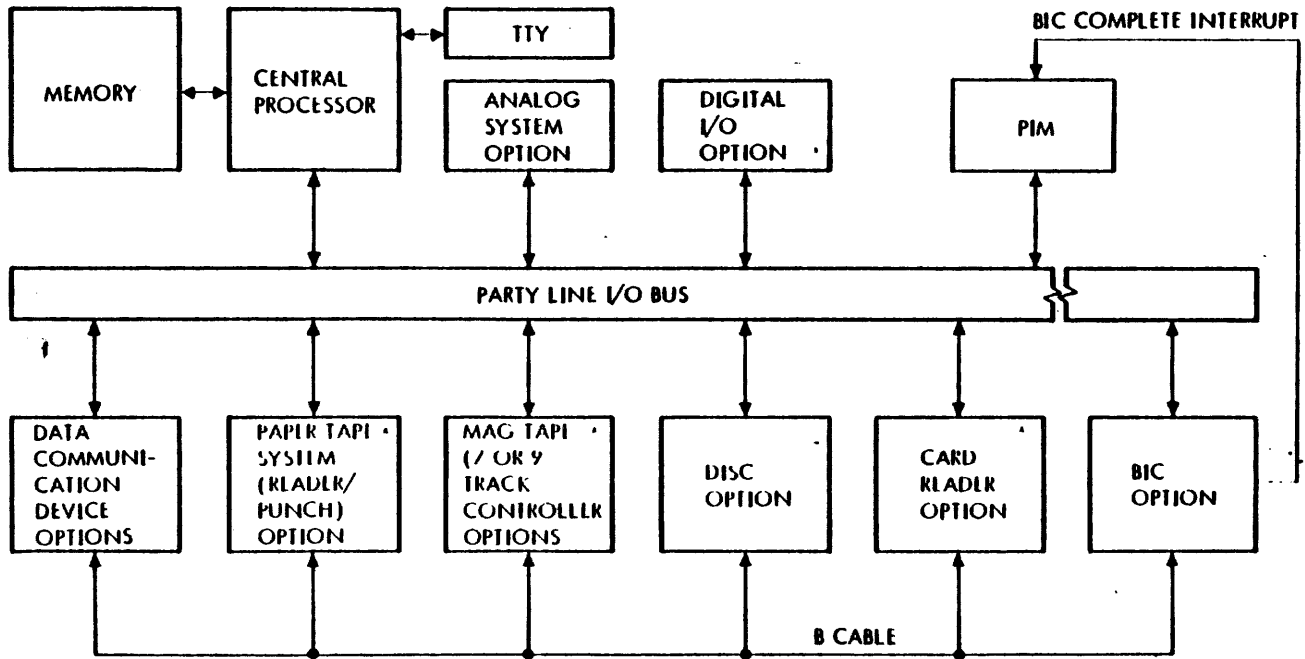 BIC COMPLETE INTERRUPT
TTY
MEMORY
CENTRAL
PROCESSOR
ANALOG
SYSTEM
OPTION
DIGITAL
I/O
OPTION
PIM
PARTY LINE I/O BUS
DATA
COMMUNI-
CATION
DEVICE
OPTIONS
PAPER TAPE
SYSTEM
(READER/
PUNCH)
OPTION
MAG TAPE
(7 OR 9
TRACK
CONTROLLER
OPTIONS
DISC
OPTION
CARD
READER
OPTION
BIC
OPTION
B CABLE